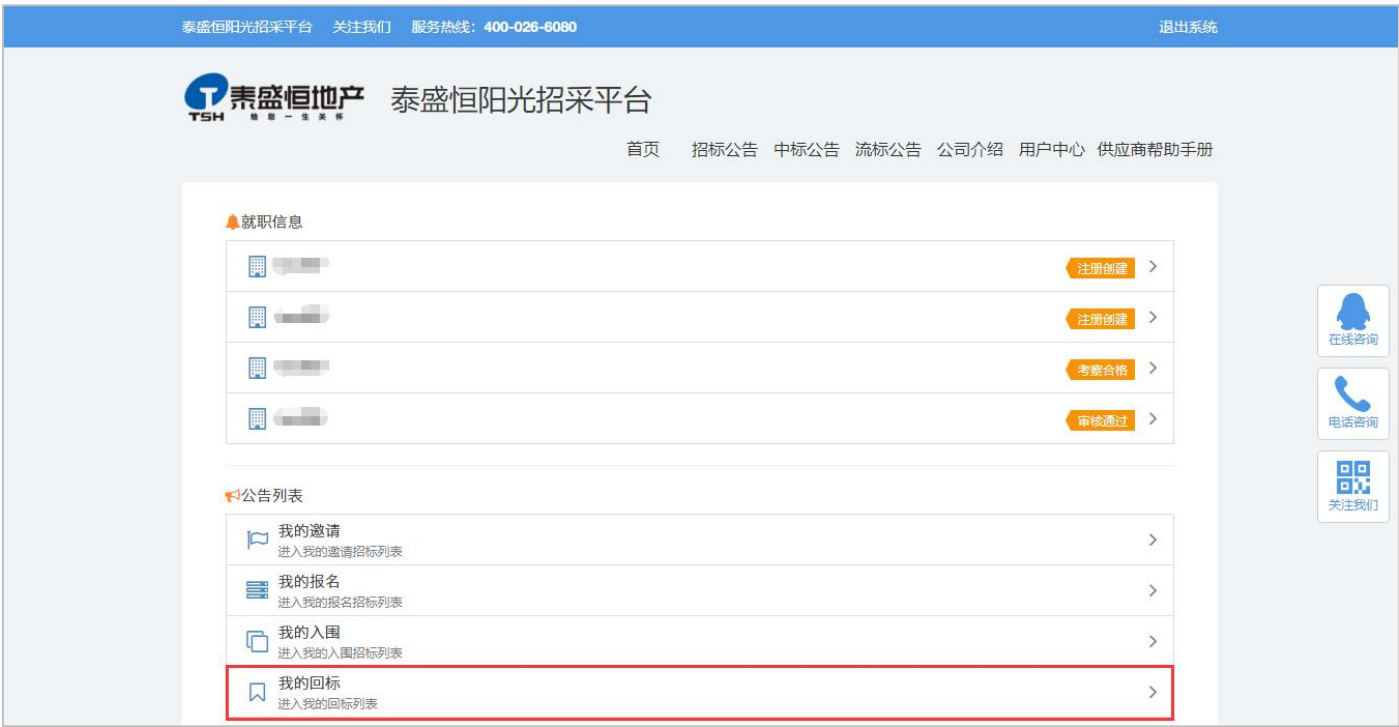 泰盛恒阳光招采平台 关注我们 服务热线：400-026-6080 退出系统
T
TSH
泰盛恒地产
给您一生关怀
泰盛恒阳光招采平台
首页 招标公告 中标公告 流标公告 公司介绍 用户中心 供应商帮助手册
就职信息
注册创建
注册创建
考察合格
审核通过
公告列表
我的邀请
进入我的邀请招标列表
我的报名
进入我的报名招标列表
我的入围
进入我的入围招标列表
我的回标
进入我的回标列表
在线咨询
电话咨询
关注我们